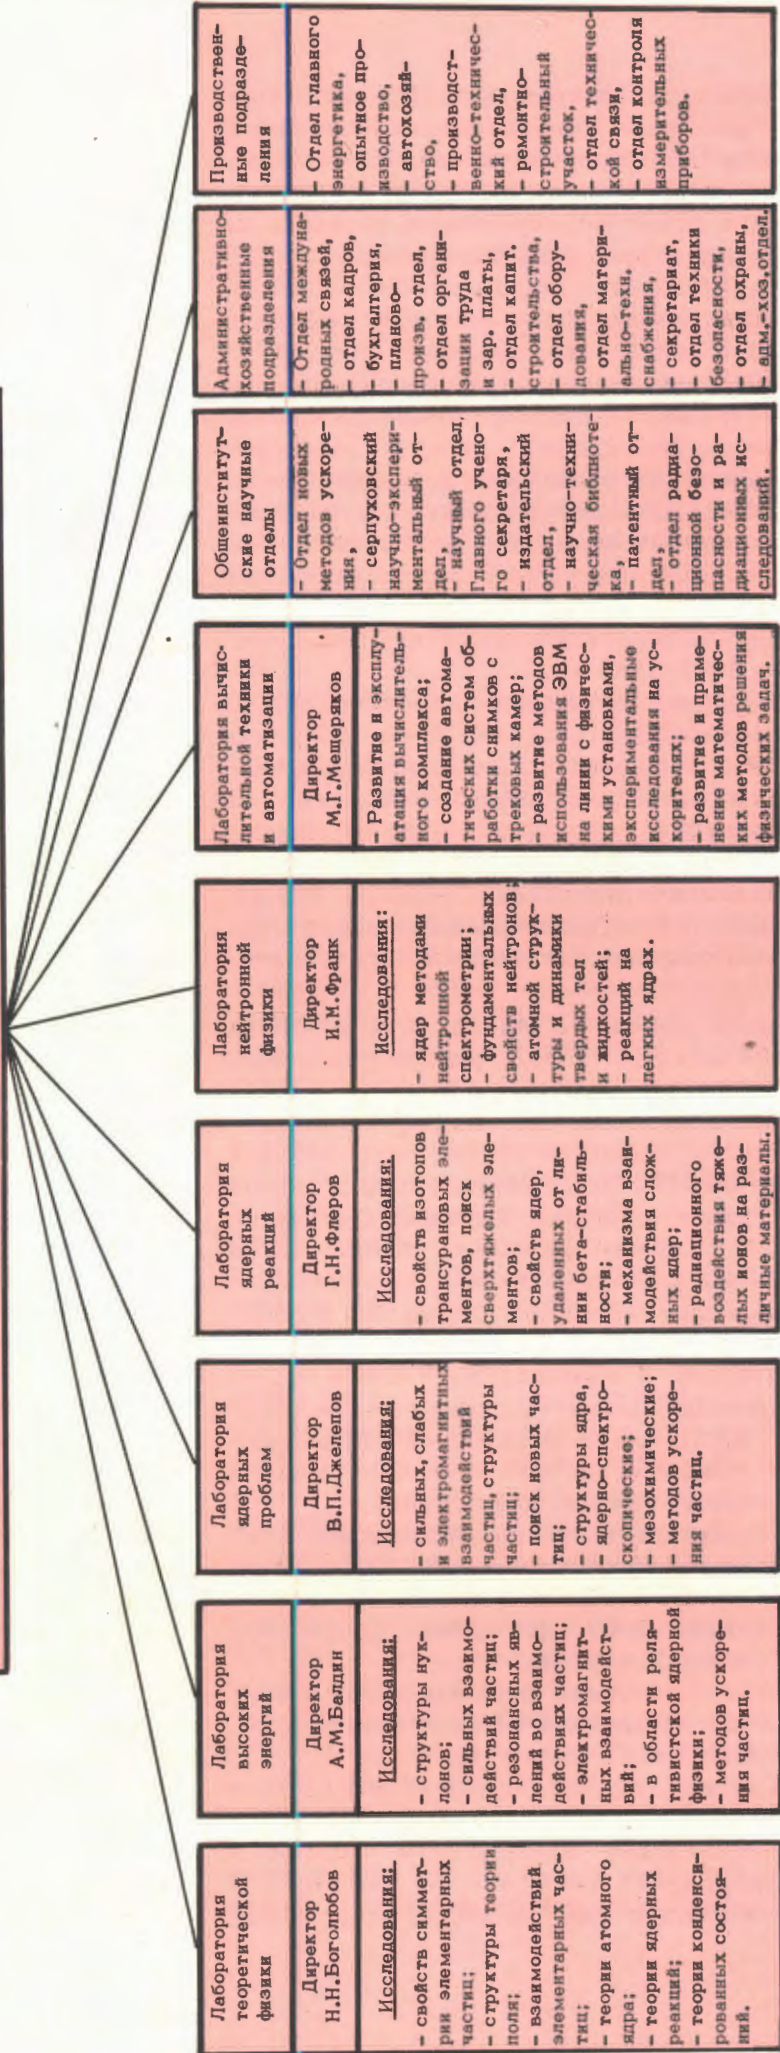 Лаборатория
теоретической
физики
Директор
Н.Н.Боголюбов
Исследования:
- свойств симмет-
рии элементарных
частиц;
- структуры теории
поля;
- взаимодействий
элементарных час-
тиц;
- теории атомного
ядра;
- теории ядерных
реакций;
- теории конденси-
рованных состоя-
ний.
Лаборатория
высоких
энергий
Директор
А.М.Балдин
Исследования:
- структуры нук-
лонов;
- сильных взаимо-
действий частиц;
- резонансных яв-
лений во взаимо-
действиях частиц;
- электромагнит-
ных взаимодейст-
вий;
- в области реля-
тивистской ядерной
физики;
- методов ускоре-
ния частиц.
Лаборатория
ядерных
проблем
Директор
В.П.Джелепов
Исследования:
- сильных, слабых
и электромагнитных
взаимодействий
частиц, структуры
частиц;
- поиск новых час-
тиц;
- структуры ядра,
- ядерно-спектро-
скопические;
- мезохимические;
- методов ускоре-
ния частиц.
Лаборатория
ядерных
реакций
Директор
Г.Н.Флеров
Исследования:
- свойств изотопов
трансурановых эле-
ментов, поиск
сверхтяжелых эле-
ментов;
- свойств ядер,
удаленных от ли-
нии бета-стабиль-
ности;
- механизма взаи-
модействия слож-
ных ядер;
- радиационного
воздействия тяже-
лых ионов на раз-
личные материалы.
Лаборатория
нейтронной
физики
Директор
И.М.Франк
Исследования:
- ядер методами
нейтронной
спектрометрии;
- фундаментальных
свойств нейтронов;
- атомной струк-
туры и динамики
твердых тел
и жидкостей;
- реакций на
легких ядрах.
Лаборатория вычис-
лительной техники
и автоматизации
Директор
М.Г.Мещеряков
- Развитие и эксплу-
атация вычислитель-
ного комплекса;
- создание автома-
тических систем об-
работки снимков с
трековых камер;
- развитие методов
использования ЭВМ
на линии с физичес-
кими установками,
экспериментальные
исследования на ус-
корителях;
- развитие и приме-
нение математичес-
ких методов решения
физических задач.
Общеинститут-
ские научные
отделы
- Отдел новых
методов ускоре-
ния,
- серпуховский
научно-экспери-
ментальный от-
дел,
- научный отдел
Главного учено-
го секретаря,
- издательский
отдел,
- научно-техни-
ческая библиоте-
ка,
- патентный от-
дел,
- отдел радиа-
ционной безо-
пасности и ра-
диационных ис-
следований.
Административно-
хозяйственные
подразделения
- Отдел междуна-
родных связей,
- отдел кадров,
- бухгалтерия,
- планово-
произв. отдел,
- отдел органи-
зации труда
и зар. платы,
- отдел капит.
строительства,
- отдел обору-
дования,
- отдел матери-
ально-техн.
снабжения,
- секретариат,
- отдел техники
безопасности,
- отдел охраны,
- адм.-хоз.отдел.
Производствен-
ные подразде-
ления
- Отдел главного
энергетика,
- опытное про-
изводство,
- автохозяй-
ство,
- производст-
венно-техничес-
кий отдел,
- ремонтно-
строительный
участок,
- отдел техничес-
кой связи,
- отдел контроля
измерительных
приборов.